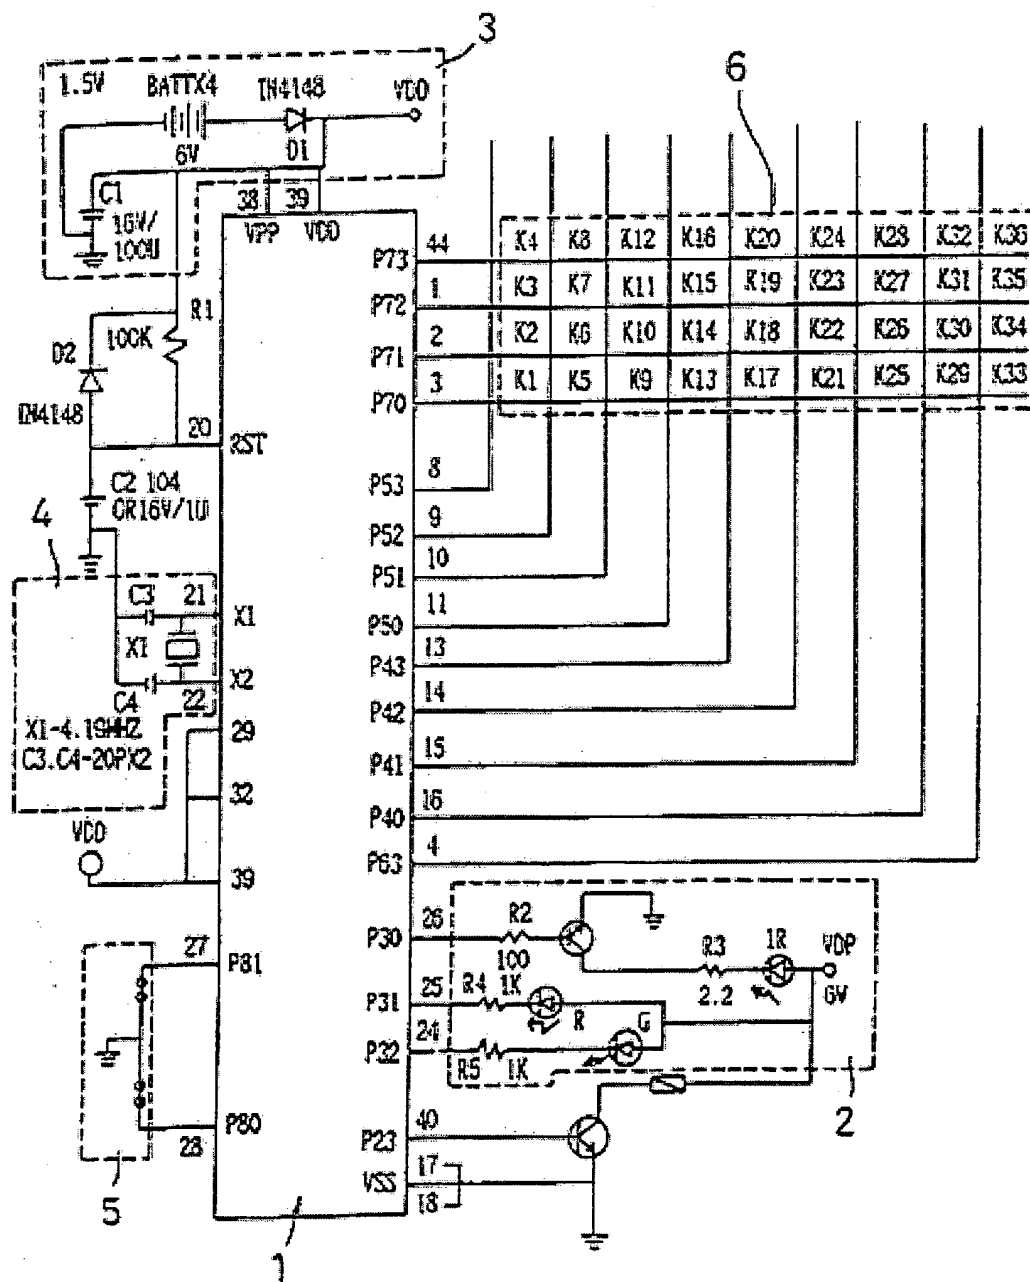 3
1.5V BATTX4 IN4148 VDD
6V D1
6
C1
16V/
100U
38 39
VPP VDD
P73 44 K4 K8 K12 K16 K20 K24 K28 K32 K36
P72 1 K3 K7 K11 K15 K19 K23 K27 K31 K35
P71 2 K2 K6 K10 K14 K18 K22 K26 K30 K34
P70 3 K1 K5 K9 K13 K17 K21 K25 K29 K33
R1
100K
D2
IN4148
20 RST
C2 104
OR16V/1U
4
P53 8
P52 9
P51 10
P50 11
P43 13
P42 14
P41 15
P40 16
P63 4
C3 21 X1
X1
C4 22 X2
X1-4.19MHZ
C3.C4-20PX2
29
32
VDD
39
27 P81
28 P80
5
P30 26 R2
100
R3 1R VDP
2.2 6V
P31 25 R4 1K R
P32 24 R5 1K G
2
P23 40
VSS 17
18
1